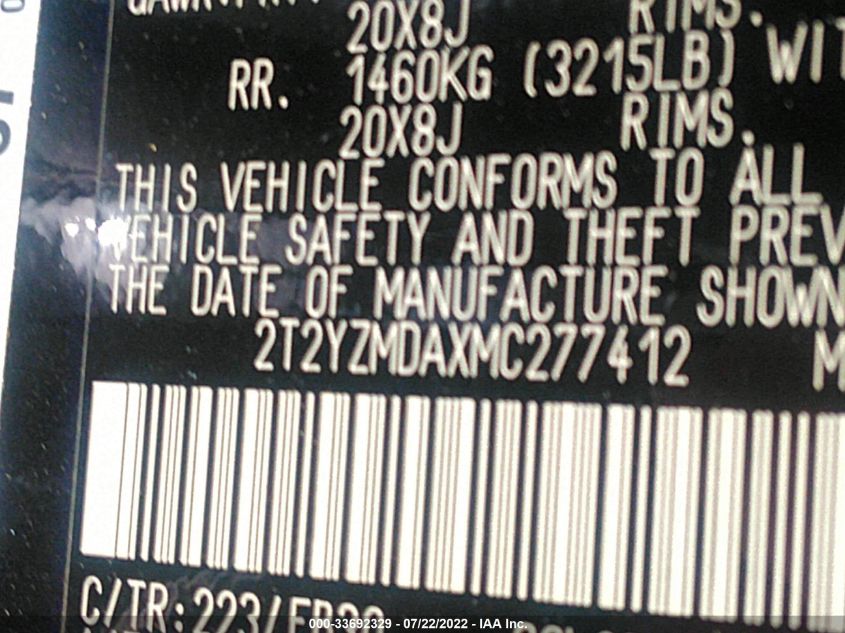 20X8J RIMS.
RR. 1460KG (3215LB) WIT
20X8J RIMS.
THIS VEHICLE CONFORMS TO ALL
VEHICLE SAFETY AND THEFT PREV
THE DATE OF MANUFACTURE SHOWN
2T2YZMDAXMC277412 M
C/TR:223/
000-33692329 - 07/22/2022 - IAA Inc.